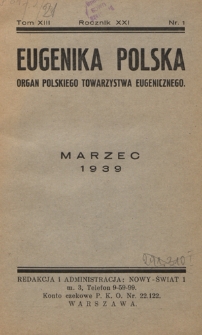 Tom XIII. Rocznik XXI Nr. 1
EUGENIKA POLSKA
ORGAN POLSKIEGO TOWARZYSTWA EUGENICZNEGO.
MARZEC
1939
REDAKCJA I ADMINISTRACJA: NOWY-ŚWIAT 1
m. 3, Telefon 9-59-99.
Konto czekowe P. K. O. Nr. 22.122.
WARSZAWA.